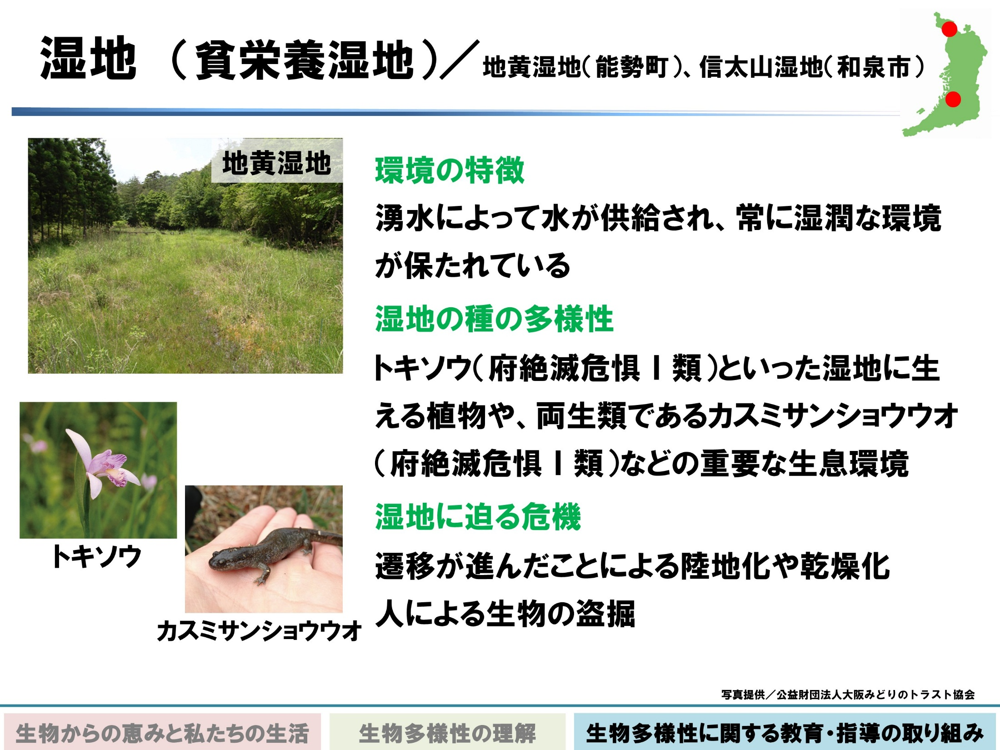 湿地 （貧栄養湿地）／地黄湿地（能勢町）、信太山湿地（和泉市）
地黄湿地
環境の特徴
湧水によって水が供給され、常に湿潤な環境
が保たれている
湿地の種の多様性
トキソウ（府絶滅危惧Ⅰ類）といった湿地に生
える植物や、両生類であるカスミサンショウウオ
（府絶滅危惧Ⅰ類）などの重要な生息環境
湿地に迫る危機
遷移が進んだことによる陸地化や乾燥化
人による生物の盗掘
トキソウ
カスミサンショウウオ
写真提供／公益財団法人大阪みどりのトラスト協会
生物からの恵みと私たちの生活
生物多様性の理解
生物多様性に関する教育・指導の取り組み